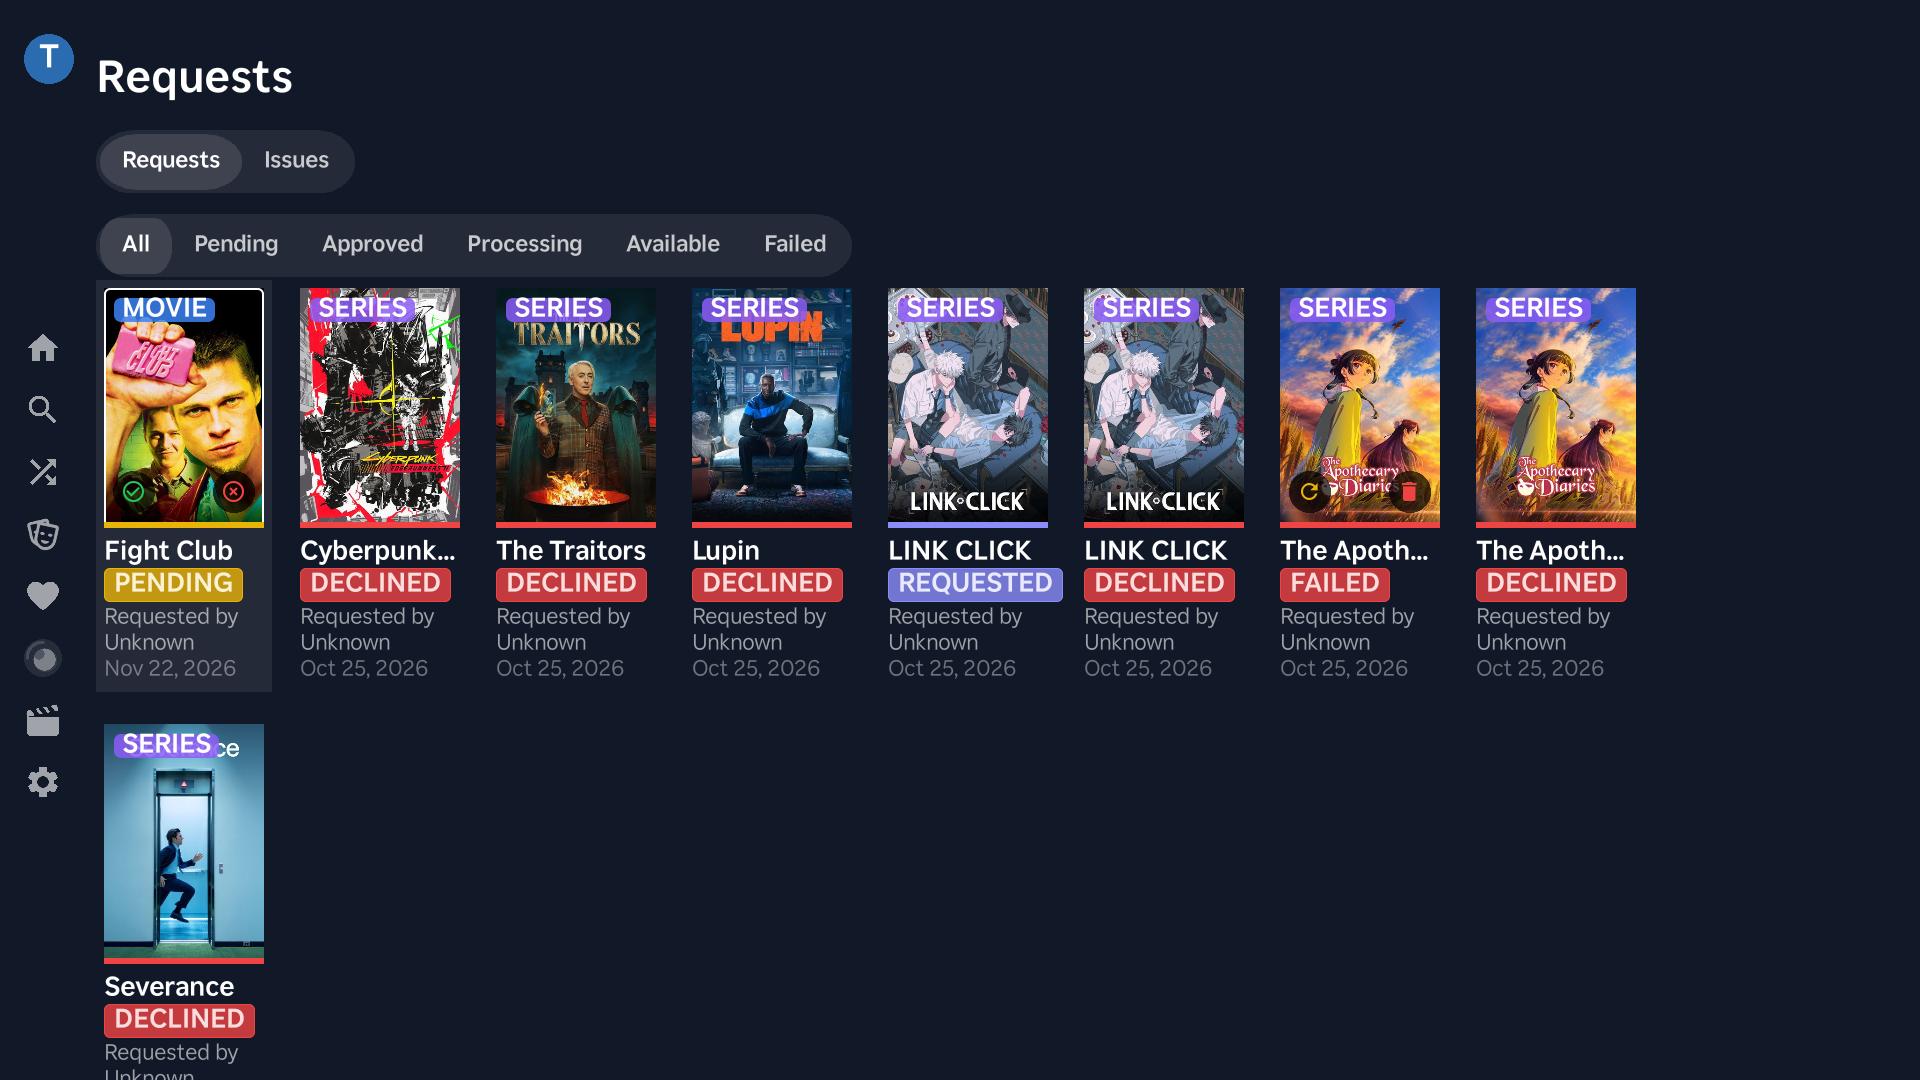 T
Requests
Requests
Issues
All
Pending
Approved
Processing
Available
Failed
MOVIE
FIGHT CLUB
Fight Club
PENDING
Requested by
Unknown
Nov 22, 2026
SERIES
CYBERPUNK
EDGERUNNERS
Cyberpunk...
DECLINED
Requested by
Unknown
Oct 25, 2026
SERIES
TRAITORS
The Traitors
DECLINED
Requested by
Unknown
Oct 25, 2026
SERIES
LUPIN
Lupin
DECLINED
Requested by
Unknown
Oct 25, 2026
SERIES
LINK CLICK
LINK CLICK
REQUESTED
Requested by
Unknown
Oct 25, 2026
SERIES
LINK CLICK
LINK CLICK
DECLINED
Requested by
Unknown
Oct 25, 2026
SERIES
The
Apothecary
Diaries
The Apoth...
FAILED
Requested by
Unknown
Oct 25, 2026
SERIES
The
Apothecary
Diaries
The Apoth...
DECLINED
Requested by
Unknown
Oct 25, 2026
SERIES
ce
Severance
DECLINED
Requested by
Unknown